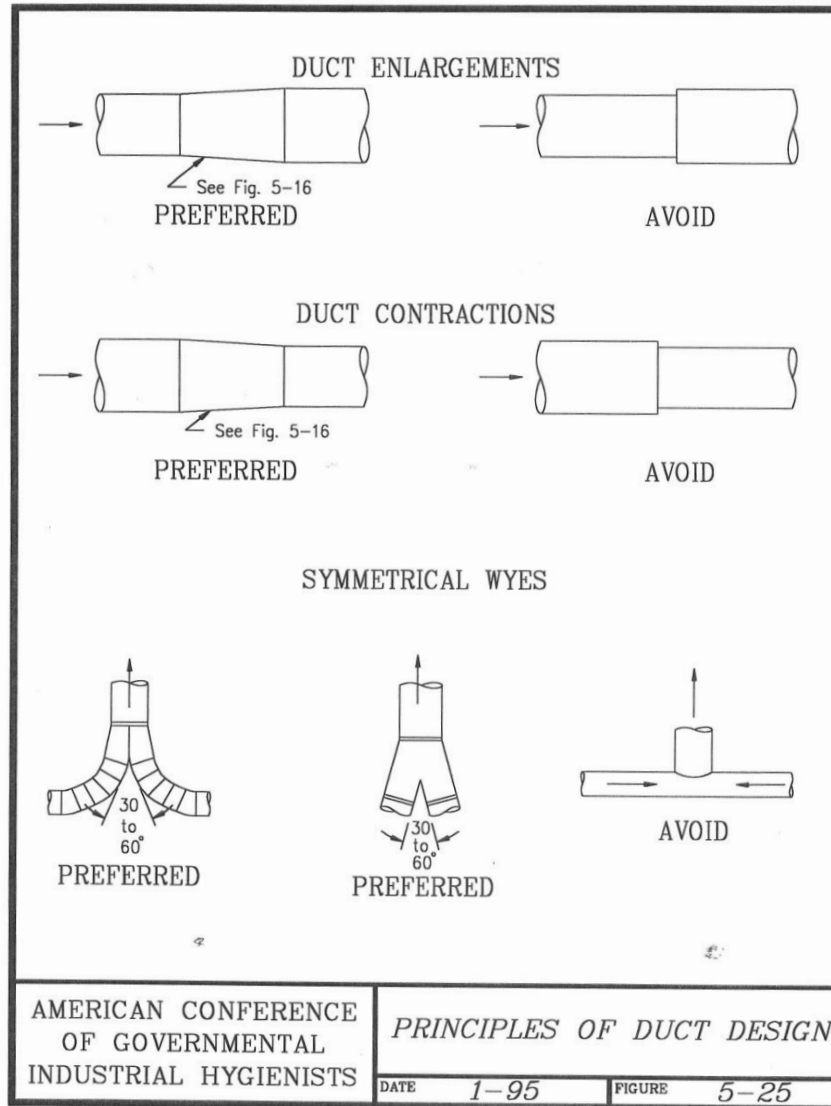 DUCT ENLARGEMENTS
See Fig. 5-16
PREFERRED
AVOID
DUCT CONTRACTIONS
See Fig. 5-16
PREFERRED
AVOID
SYMMETRICAL WYES
30
to
60°
PREFERRED
30
to
60°
PREFERRED
AVOID
AMERICAN CONFERENCE
OF GOVERNMENTAL
INDUSTRIAL HYGIENISTS
PRINCIPLES OF DUCT DESIGN
DATE 1-95
FIGURE 5-25